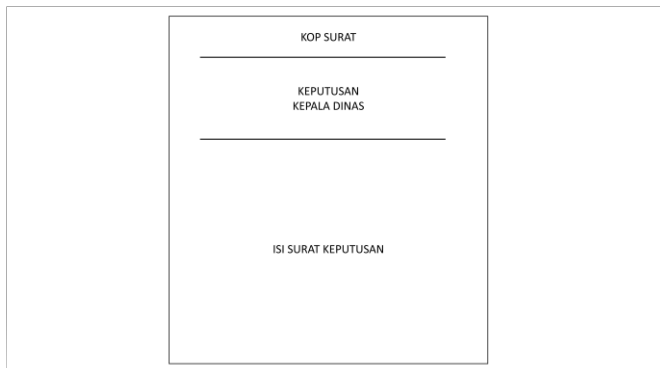 KOP SURAT
KEPUTUSAN
KEPALA DINAS
ISI SURAT KEPUTUSAN